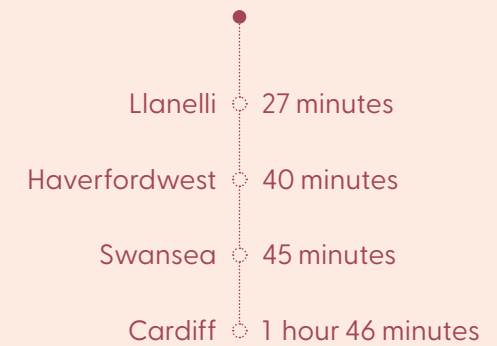 Llanelli 27 minutes
Haverfordwest 40 minutes
Swansea 45 minutes
Cardiff 1 hour 46 minutes